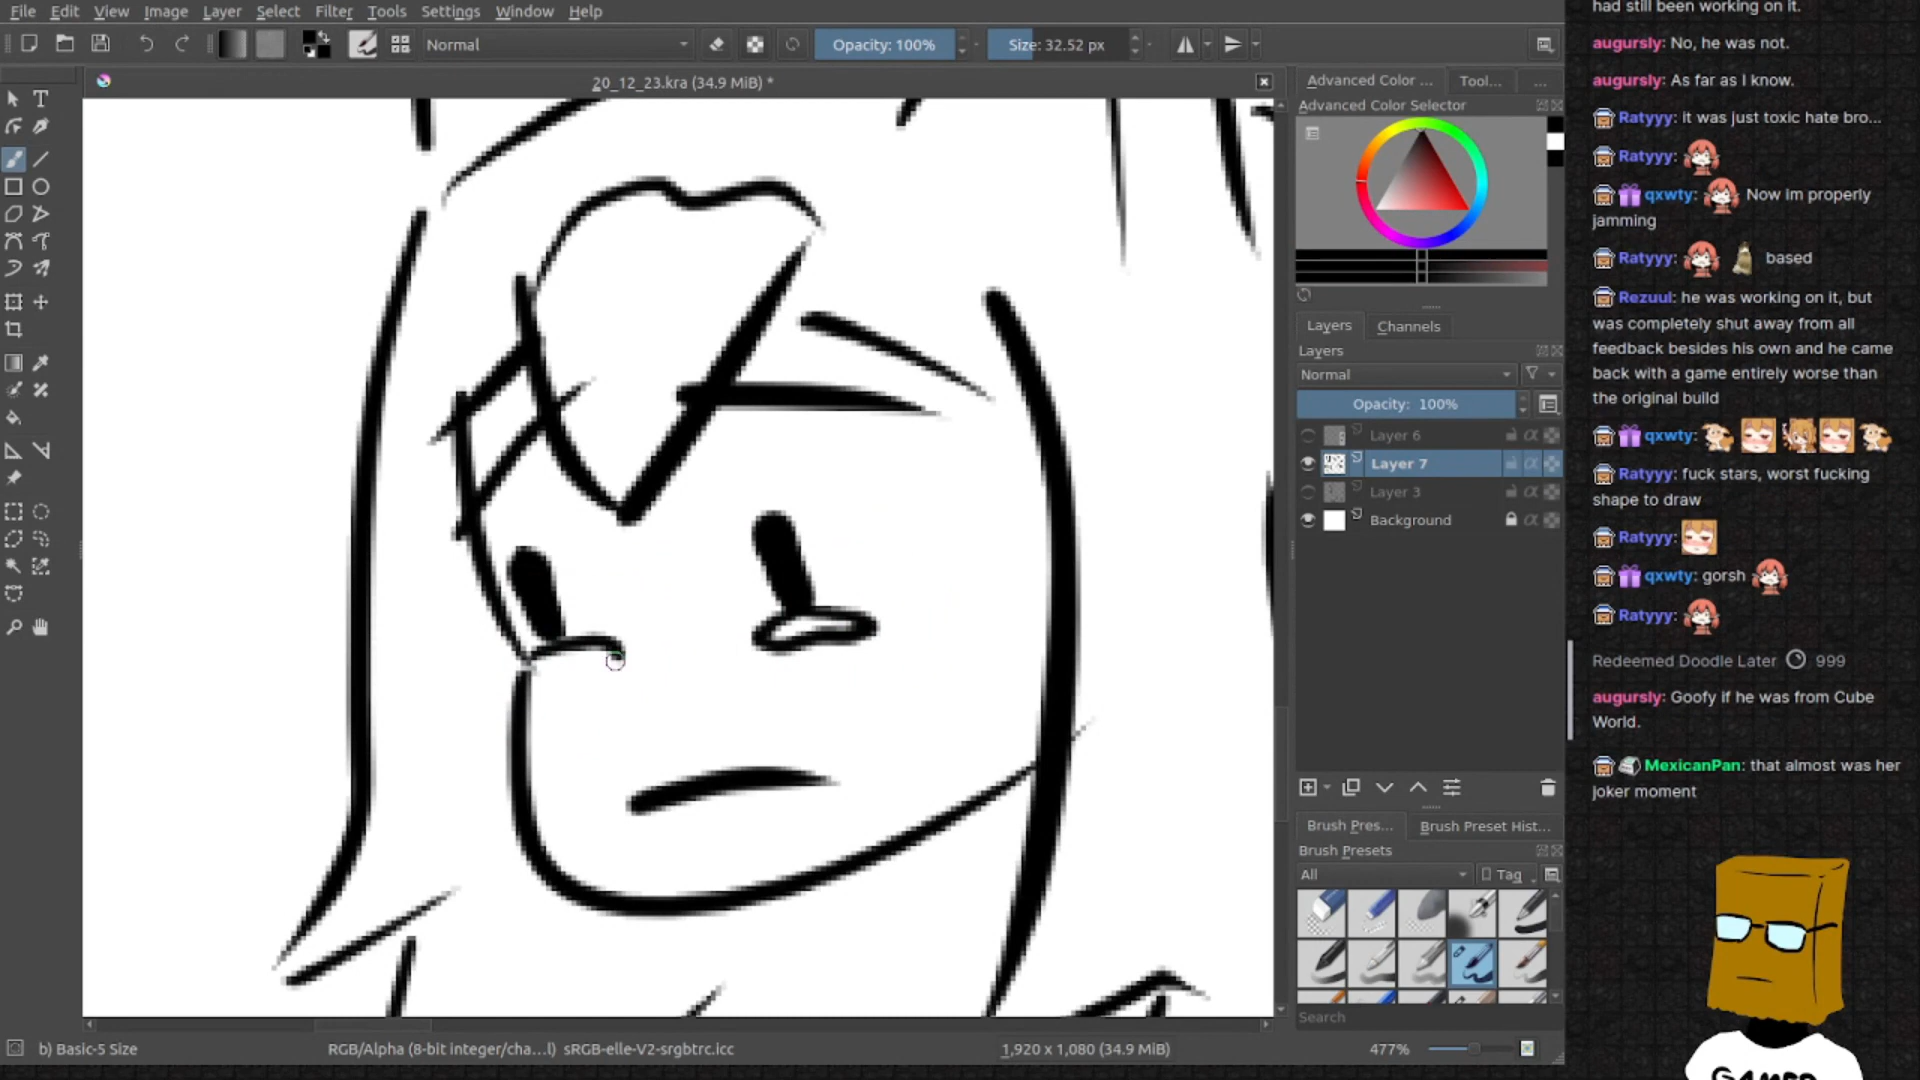 File Edit View Image Layer Select Filter Tools Settings Window Help
Normal
Opacity: 100%
Size: 32.52 px
20_12_23.kra (34.9 MiB) *
Advanced Color ...
Tool...
...
Advanced Color Selector
Layers
Channels
Layers
Normal
Opacity: 100%
Layer 6
Layer 7
Layer 3
Background
Brush Pres...
Brush Preset Hist...
Brush Presets
All
Tag
Search
b) Basic-5 Size
RGB/Alpha (8-bit integer/cha...l) sRGB-elle-V2-srgbtrc.icc
1,920 x 1,080 (34.9 MiB)
477%
had still been working on it.
augursly: No, he was not.
augursly: As far as I know.
Ratyyy: it was just toxic hate bro...
Ratyyy:
qxwty: Now im properly
jamming
Ratyyy: based
Rezuul: he was working on it, but
was completely shut away from all
feedback besides his own and he came
back with a game entirely worse than
the original build
qxwty:
Ratyyy: fuck stars, worst fucking
shape to draw
Ratyyy:
qxwty: gorsh
Ratyyy:
Redeemed Doodle Later 999
augursly: Goofy if he was from Cube
World.
MexicanPan: that almost was her
joker moment
GAMER